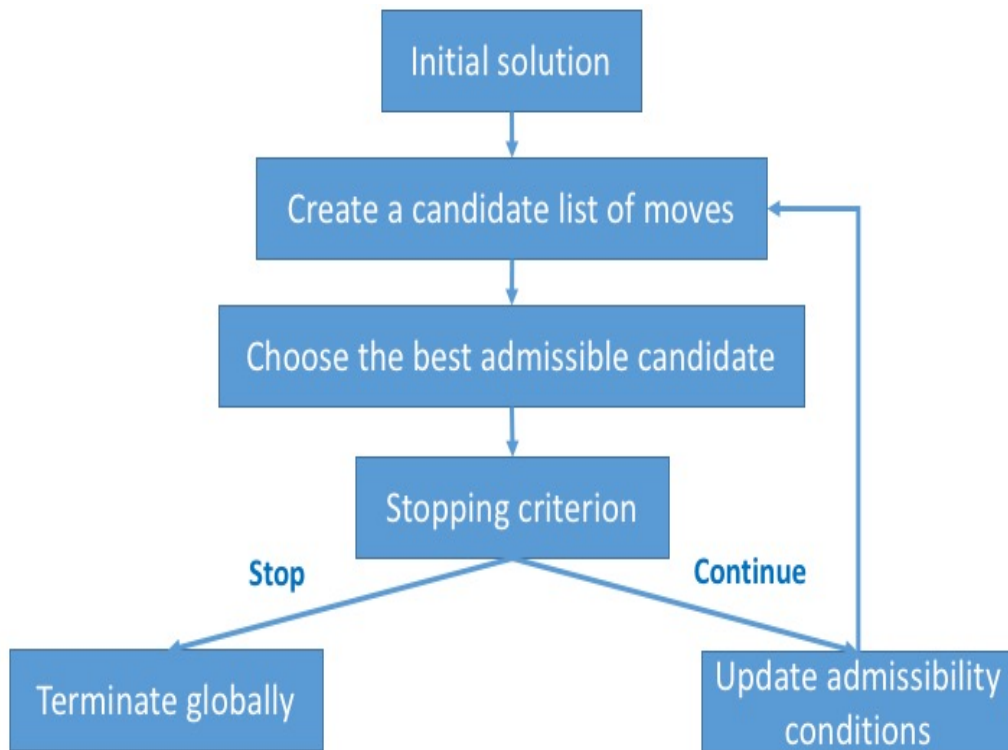 Initial solution
Create a candidate list of moves
Choose the best admissible candidate
Stopping criterion
Stop
Continue
Terminate globally
Update admissibility
conditions